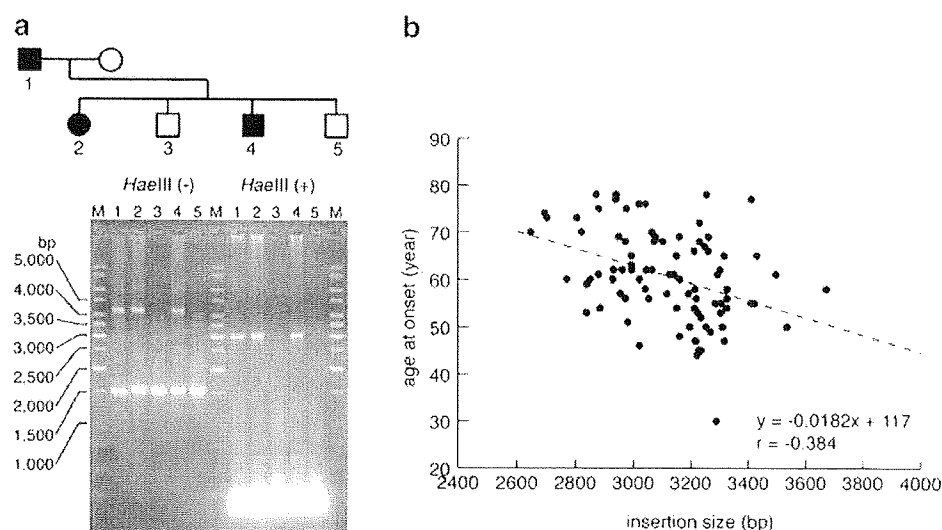 a
1
2 3 4 5
HaeIII (-) HaeIII (+)
M 1 2 3 4 5 M 1 2 3 4 5 M
bp
5,000
4,000
3,500
3,000
2,500
2,000
1,500
1,000
b
age at onset (year)
90
80
70
60
50
40
30
20
y = -0.0182x + 117
r = -0.384
2400 2600 2800 3000 3200 3400 3600 3800 4000
insertion size (bp)